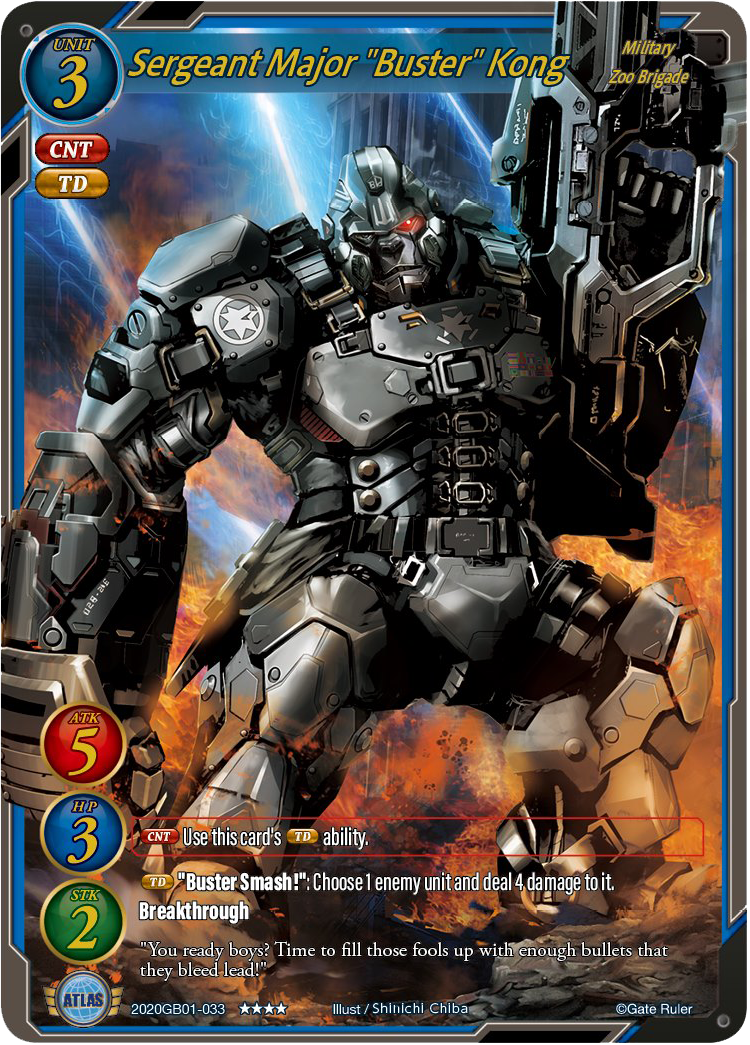 UNIT
3
Sergeant Major "Buster" Kong
Military
Zoo Brigade
CNT
TD
ATK
5
HP
3
STK
2
CNT Use this card's TD ability.
TD "Buster Smash!": Choose 1 enemy unit and deal 4 damage to it.
Breakthrough
"You ready boys? Time to fill those fools up with enough bullets that
they bleed lead!"
ATLAS
2020GB01-033 ★★★★ Illust / Shinichi Chiba ©Gate Ruler